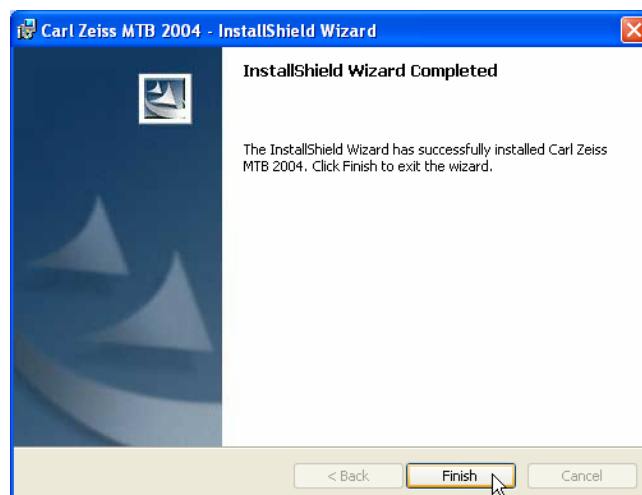 Carl Zeiss MTB 2004 - InstallShield Wizard
InstallShield Wizard Completed
The InstallShield Wizard has successfully installed Carl Zeiss
MTB 2004. Click Finish to exit the wizard.
< Back
Finish
Cancel